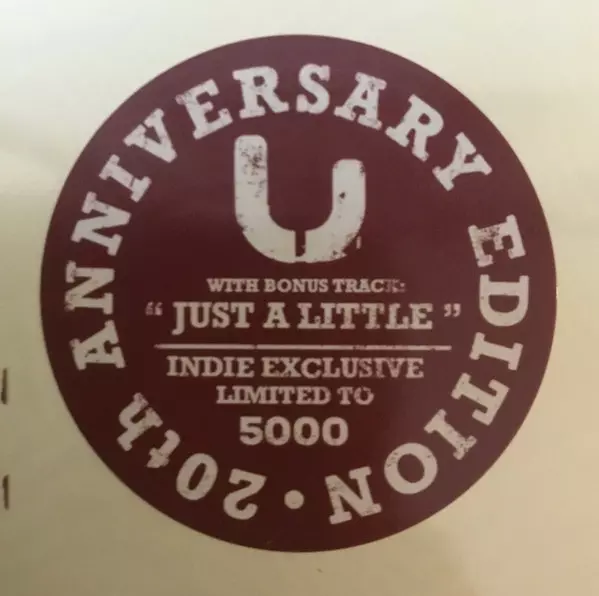 20th ANNIVERSARY EDITION •
U
WITH BONUS TRACK:
“ JUST A LITTLE ”
INDIE EXCLUSIVE
LIMITED TO
5000